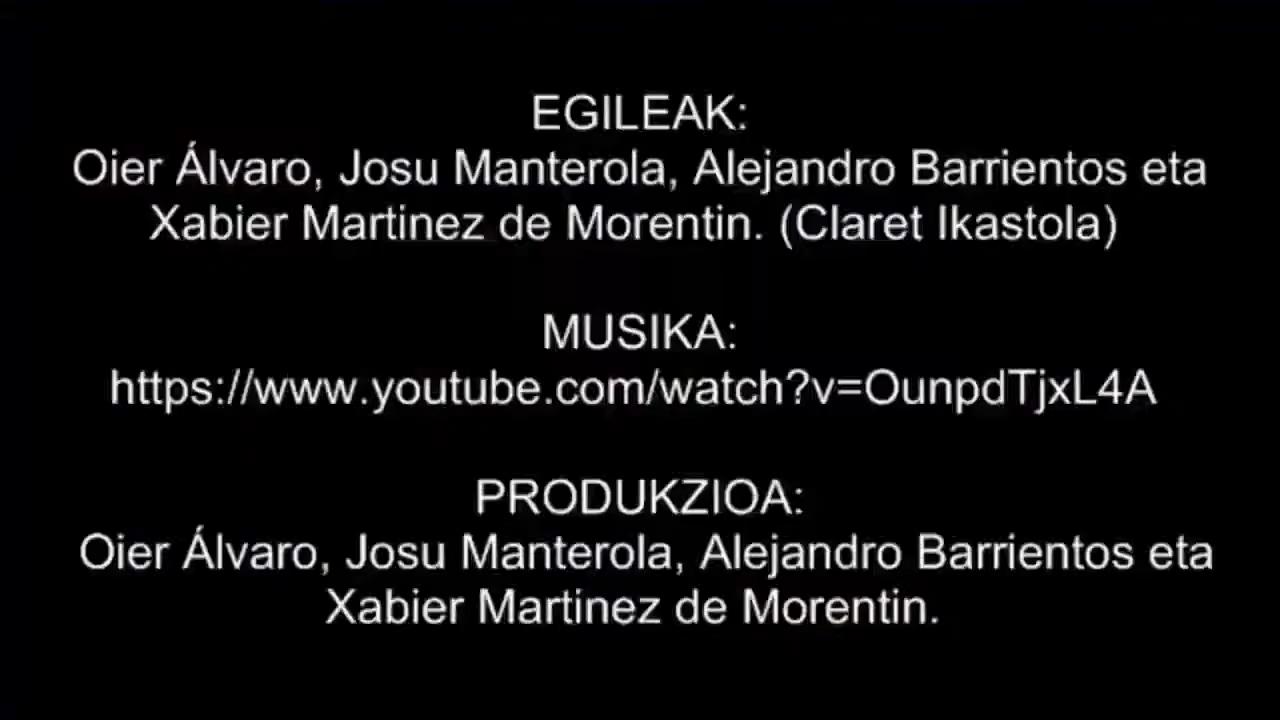 EGILEAK:
Oier Álvaro, Josu Manterola, Alejandro Barrientos eta
Xabier Martinez de Morentin. (Claret Ikastola)
MUSIKA:
https://www.youtube.com/watch?v=OunpdTjxL4A
PRODUKZIOA:
Oier Álvaro, Josu Manterola, Alejandro Barrientos eta
Xabier Martinez de Morentin.